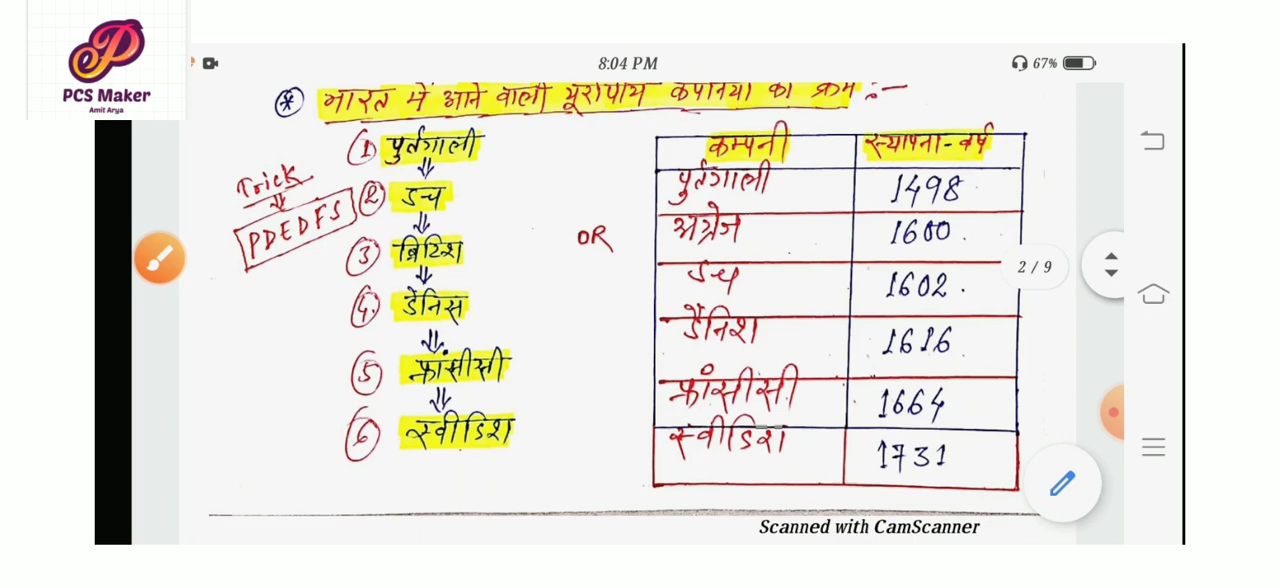 PCS Maker
Amit Arya
8:04 PM
67%
* भारत में आने वाली यूरोपीय कंपनियों का क्रम :-
Trick
PDEDFS
① पुर्तगाली
② डच
③ ब्रिटिश
④ डेनिस
⑤ फ्रांसीसी
⑥ स्वीडिश
OR
कम्पनी स्थापना-वर्ष
पुर्तगाली 1498
अंग्रेज 1600.
डच 1602.
डैनिश 1616
फ्रांसीसी 1664
स्वीडिश 1731
2 / 9
Scanned with CamScanner